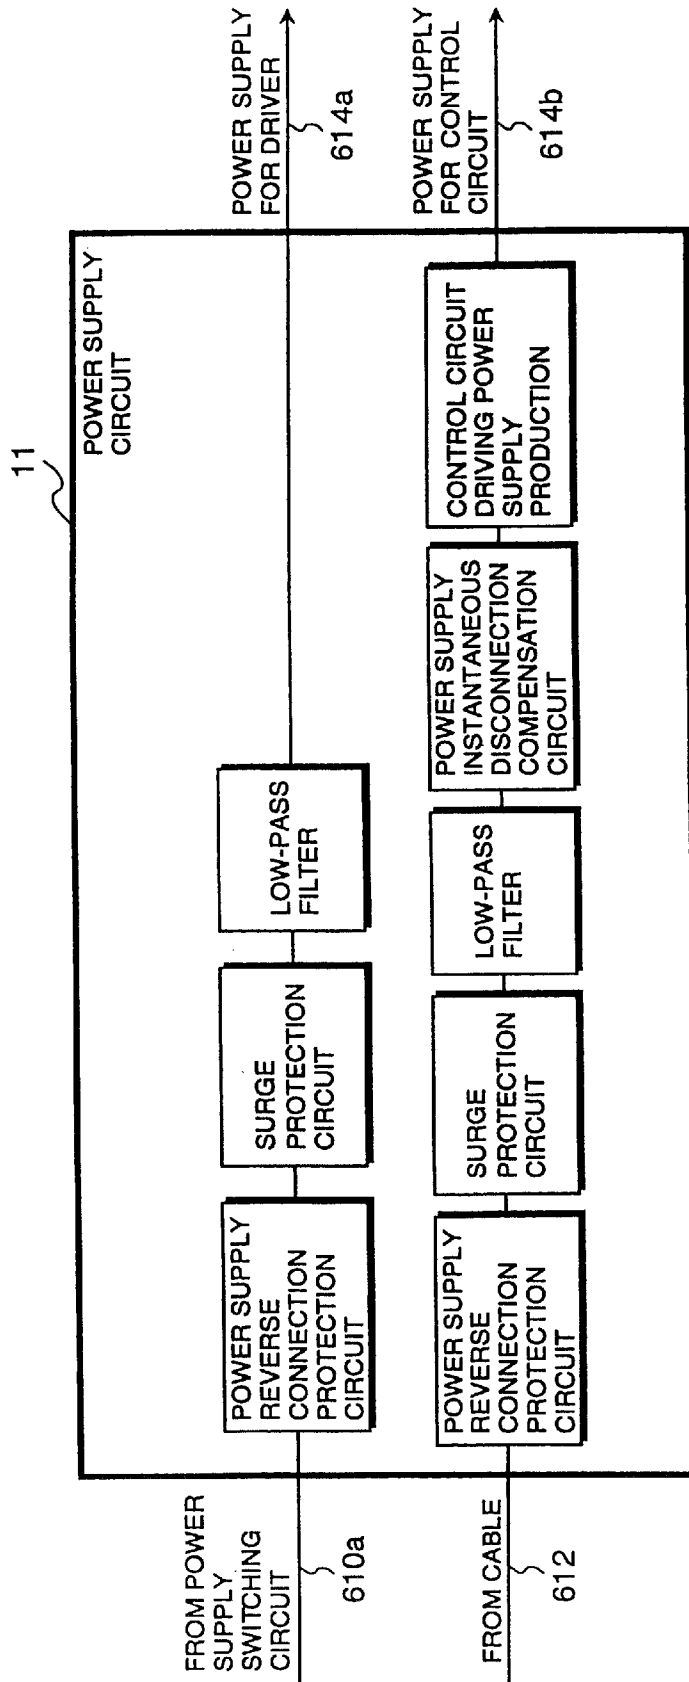 11
POWER SUPPLY
CIRCUIT
FROM POWER
SUPPLY
SWITCHING
CIRCUIT
610a
POWER SUPPLY
REVERSE
CONNECTION
PROTECTION
CIRCUIT
SURGE
PROTECTION
CIRCUIT
LOW-PASS
FILTER
POWER SUPPLY
FOR DRIVER
614a
FROM CABLE
612
POWER SUPPLY
REVERSE
CONNECTION
PROTECTION
CIRCUIT
SURGE
PROTECTION
CIRCUIT
LOW-PASS
FILTER
POWER SUPPLY
INSTANTANEOUS
DISCONNECTION
COMPENSATION
CIRCUIT
CONTROL CIRCUIT
DRIVING POWER
SUPPLY
PRODUCTION
POWER SUPPLY
FOR CONTROL
CIRCUIT
614b